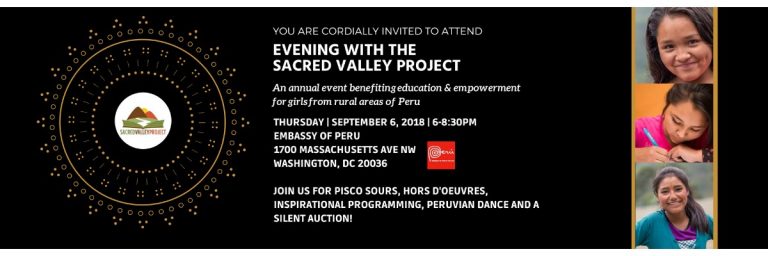 YOU ARE CORDIALLY INVITED TO ATTEND
EVENING WITH THE
SACRED VALLEY PROJECT
An annual event benefiting education & empowerment
for girls from rural areas of Peru
THURSDAY | SEPTEMBER 6, 2018 | 6-8:30PM
EMBASSY OF PERU
1700 MASSACHUSETTS AVE NW
WASHINGTON, DC 20036
JOIN US FOR PISCO SOURS, HORS D'OEUVRES,
INSPIRATIONAL PROGRAMMING, PERUVIAN DANCE AND A
SILENT AUCTION!
SACREDVALLEYPROJECT
Perú